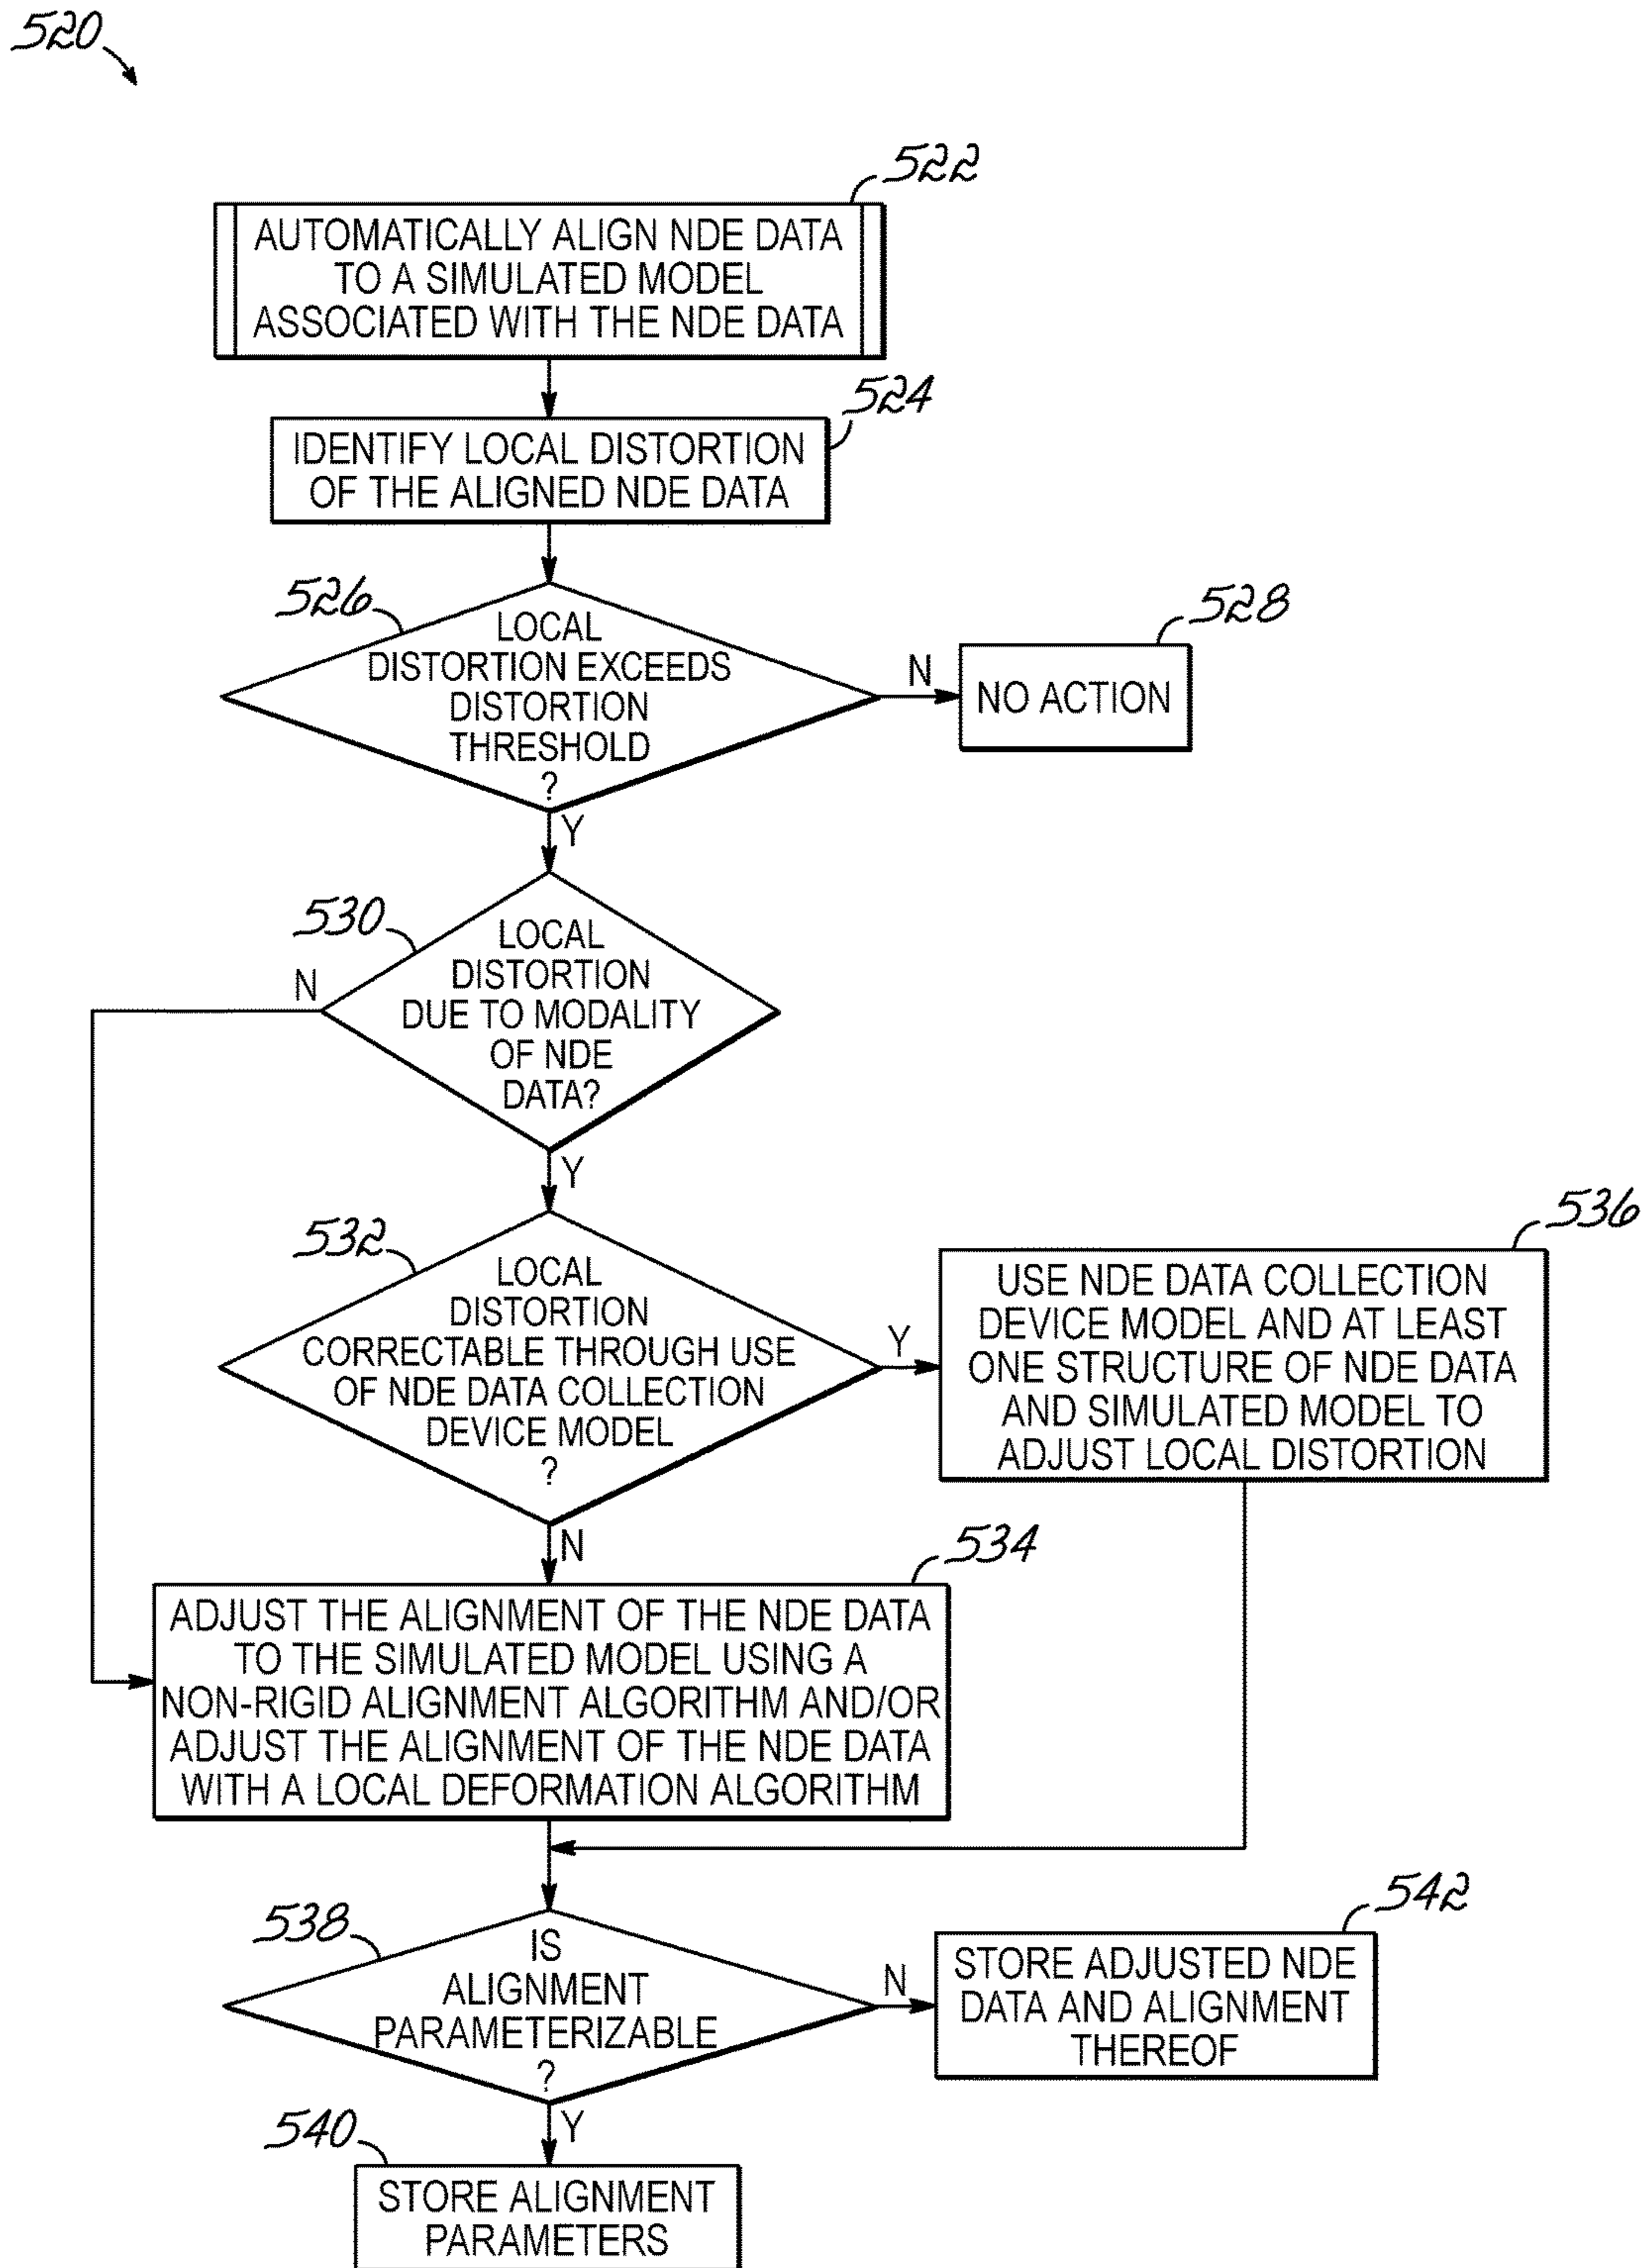 520
522
AUTOMATICALLY ALIGN NDE DATA
TO A SIMULATED MODEL
ASSOCIATED WITH THE NDE DATA
524
IDENTIFY LOCAL DISTORTION
OF THE ALIGNED NDE DATA
526
LOCAL
DISTORTION EXCEEDS
DISTORTION
THRESHOLD
?
N
528
NO ACTION
Y
530
LOCAL
DISTORTION
DUE TO MODALITY
OF NDE
DATA?
N
Y
532
LOCAL
DISTORTION
CORRECTABLE THROUGH USE
OF NDE DATA COLLECTION
DEVICE MODEL
?
Y
536
USE NDE DATA COLLECTION
DEVICE MODEL AND AT LEAST
ONE STRUCTURE OF NDE DATA
AND SIMULATED MODEL TO
ADJUST LOCAL DISTORTION
N
534
ADJUST THE ALIGNMENT OF THE NDE DATA
TO THE SIMULATED MODEL USING A
NON-RIGID ALIGNMENT ALGORITHM AND/OR
ADJUST THE ALIGNMENT OF THE NDE DATA
WITH A LOCAL DEFORMATION ALGORITHM
538
IS
ALIGNMENT
PARAMETERIZABLE
?
N
542
STORE ADJUSTED NDE
DATA AND ALIGNMENT
THEREOF
Y
540
STORE ALIGNMENT
PARAMETERS